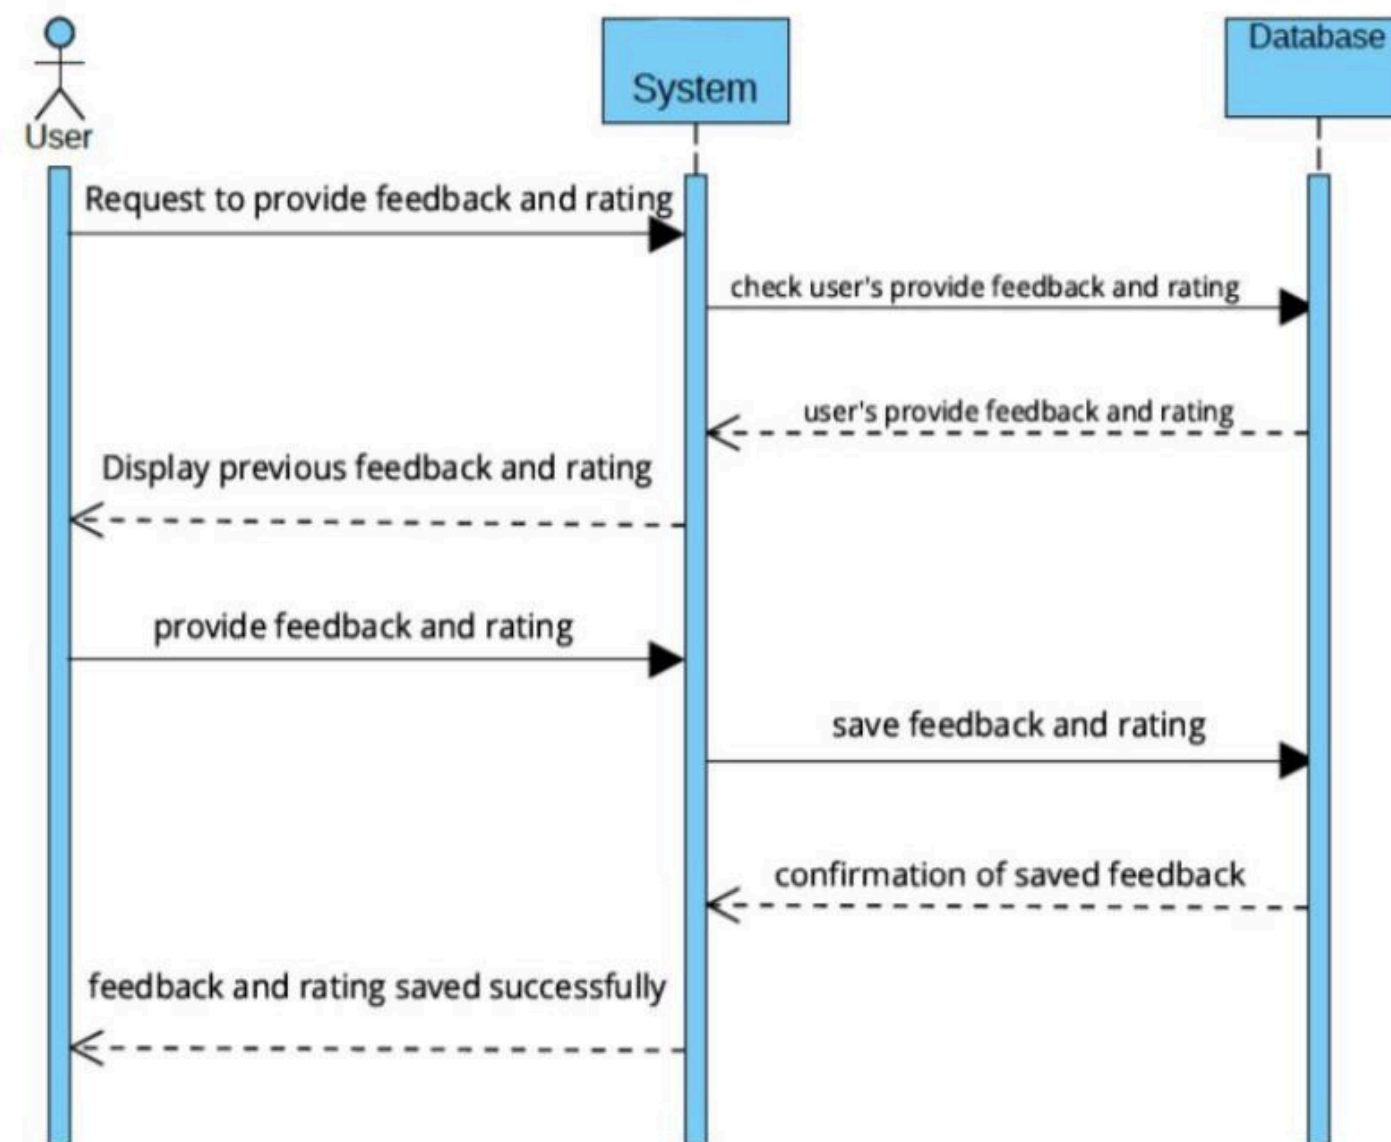 User
System
Database
Request to provide feedback and rating
check user's provide feedback and rating
user's provide feedback and rating
Display previous feedback and rating
provide feedback and rating
save feedback and rating
confirmation of saved feedback
feedback and rating saved successfully